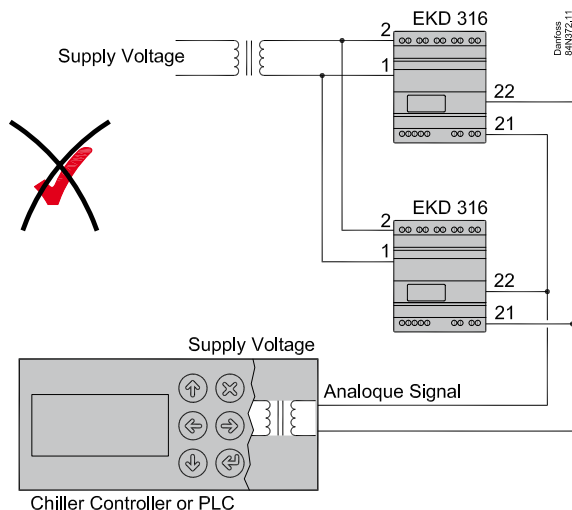 EKD 316
Danfoss
84N372.11
Supply Voltage
2
1
22
21
EKD 316
2
1
22
21
Supply Voltage
Analoque Signal
Chiller Controller or PLC